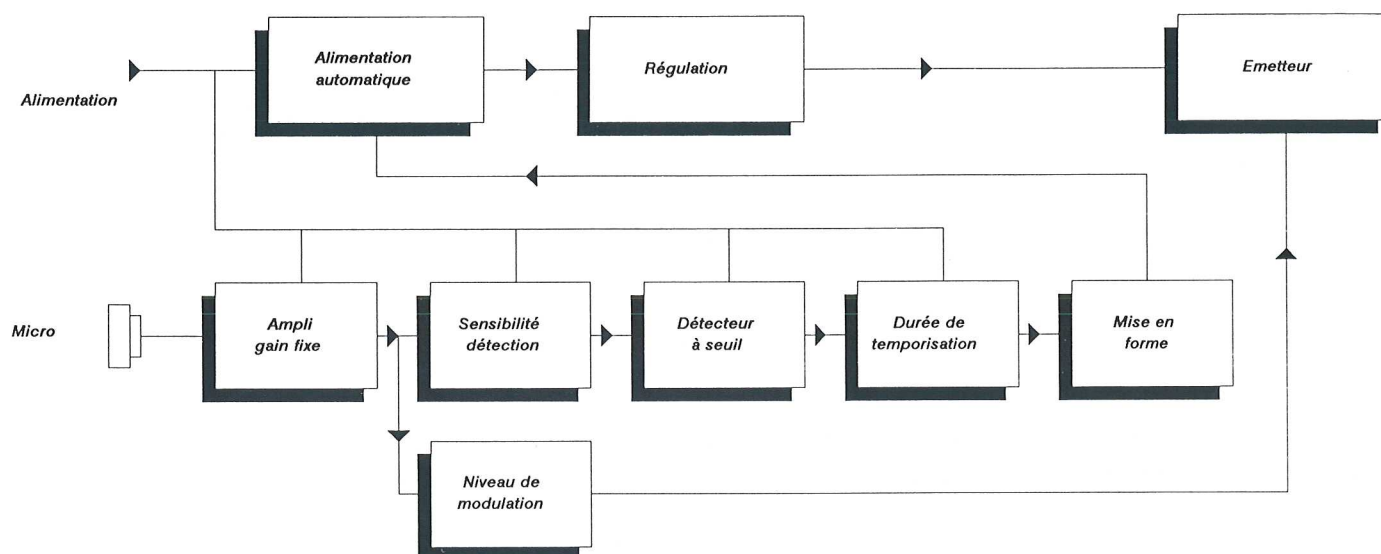 Alimentation
automatique
Régulation
Emetteur
Alimentation
Micro
Ampli
gain fixe
Sensibilité
détection
Détecteur
à seuil
Durée de
temporisation
Mise en
forme
Niveau de
modulation